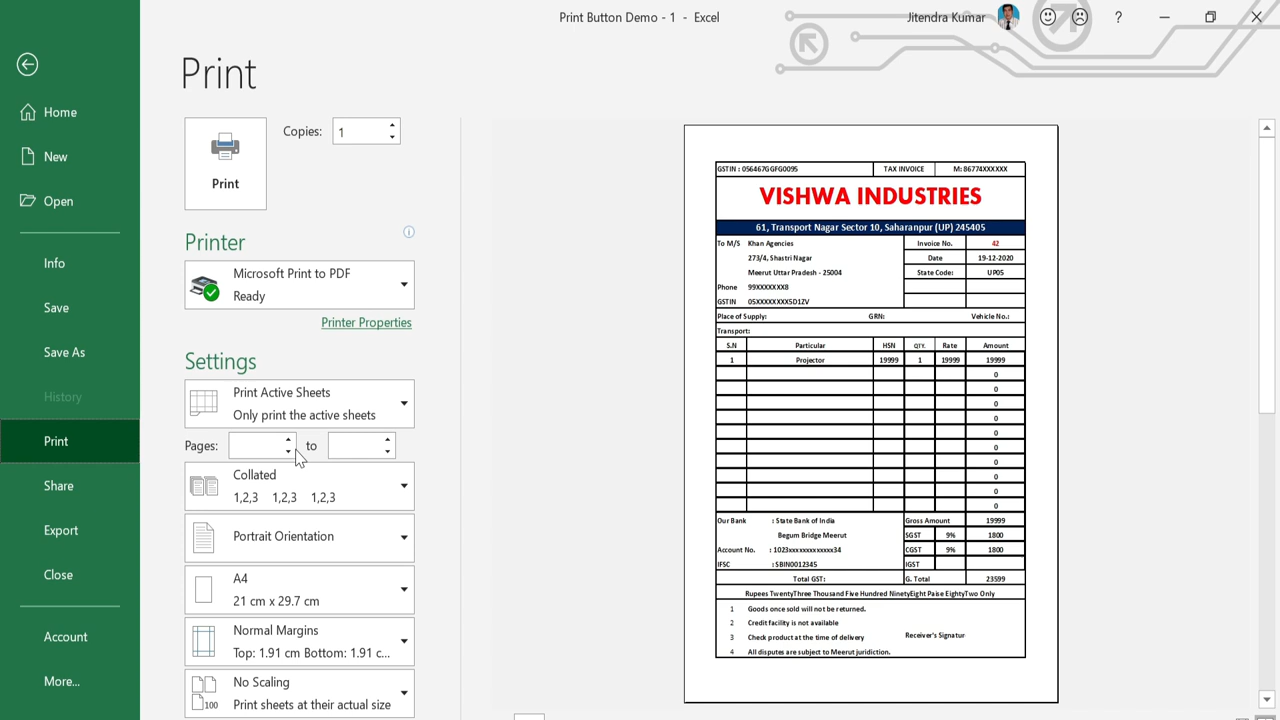 Print Button Demo - 1 - Excel
Jitendra Kumar
?
Home
New
Open
Info
Save
Save As
History
Print
Share
Export
Close
Account
More...
Print
Print
Copies: 1
Printer
Microsoft Print to PDF
Ready
Printer Properties
Settings
Print Active Sheets
Only print the active sheets
Pages: to
Collated
1,2,3 1,2,3 1,2,3
Portrait Orientation
A4
21 cm x 29.7 cm
Normal Margins
Top: 1.91 cm Bottom: 1.91 c...
No Scaling
100 Print sheets at their actual size
GSTIN : 056467GGFG0095 TAX INVOICE M: 86774XXXXXX
VISHWA INDUSTRIES
61, Transport Nagar Sector 10, Saharanpur (UP) 245405
To M/S Khan Agencies Invoice No. 42
273/4, Shastri Nagar Date 19-12-2020
Meerut Uttar Pradesh - 25004 State Code: UP05
Phone 99XXXXXXX8
GSTIN 05XXXXXXXX5D1ZV
Place of Supply: GRN: Vehicle No.:
Transport:
S.N Particular HSN QTY. Rate Amount
1 Projector 19999 1 19999 19999
0
0
0
0
0
0
0
0
0
0
Our Bank : State Bank of India Gross Amount 19999
Begum Bridge Meerut SGST 9% 1800
Account No. : 1023xxxxxxxxxxxxx34 CGST 9% 1800
IFSC : SBIN0012345 IGST
Total GST: G. Total 23599
Rupees TwentyThree Thousand Five Hundred NinetyEight Paise EightyTwo Only
1 Goods once sold will not be returned.
2 Credit facility is not available
3 Check product at the time of delivery Receiver's Signatur
4 All disputes are subject to Meerut juridiction.